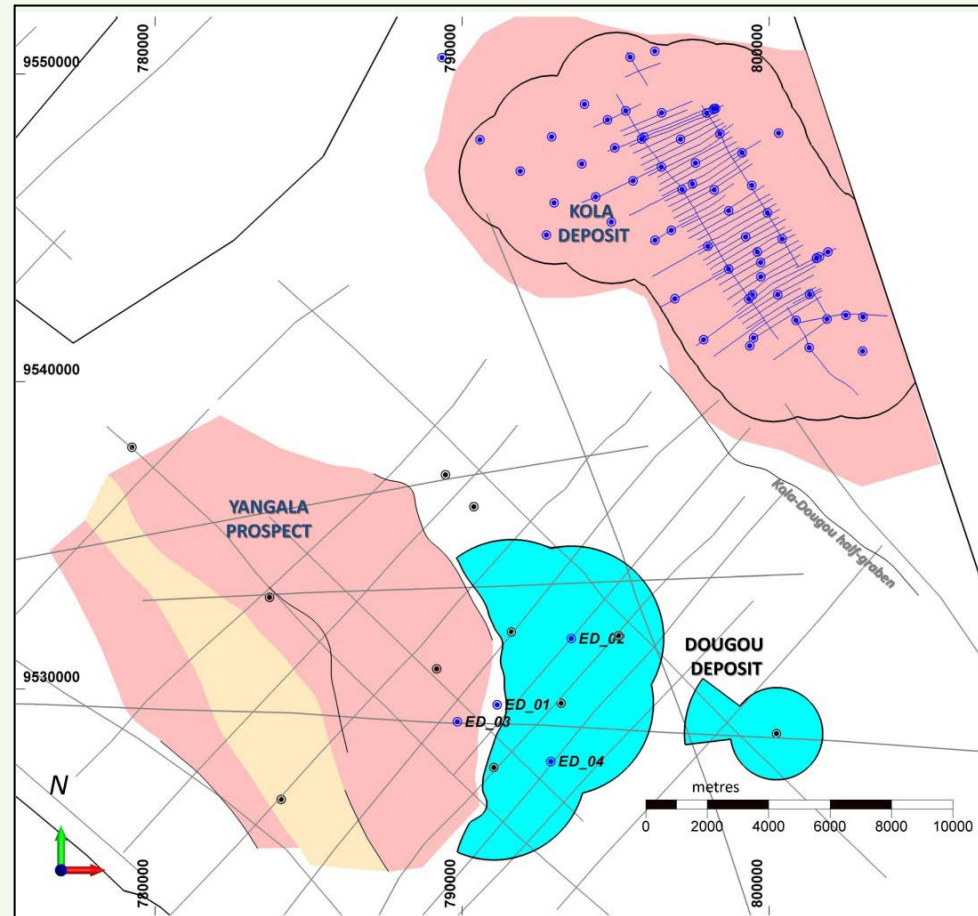 780000
790000
800000
9550000
KOLA
DEPOSIT
9540000
YANGALA
PROSPECT
Kola-Dougou half-graben
ED_02
DOUGOU
DEPOSIT
9530000
ED_01
ED_03
ED_04
N
metres
0 2000 4000 6000 8000 10000
780000
790000
800000